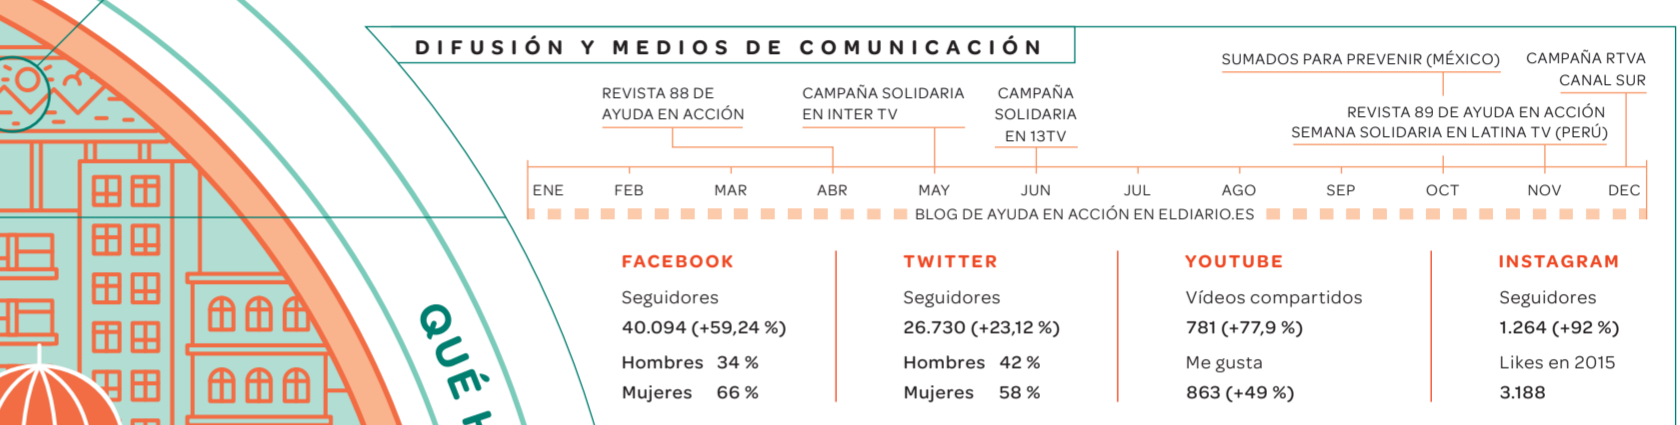 DIFUSIÓN Y MEDIOS DE COMUNICACIÓN
SUMADOS PARA PREVENIR (MÉXICO)
CAMPAÑA RTVA
CANAL SUR
REVISTA 88 DE
AYUDA EN ACCIÓN
CAMPAÑA SOLIDARIA
EN INTER TV
CAMPAÑA
SOLIDARIA
EN 13TV
REVISTA 89 DE AYUDA EN ACCIÓN
SEMANA SOLIDARIA EN LATINA TV (PERÚ)
ENE FEB MAR ABR MAY JUN JUL AGO SEP OCT NOV DEC
BLOG DE AYUDA EN ACCIÓN EN ELDIARIO.ES
FACEBOOK
Seguidores
40.094 (+59,24 %)
Hombres 34 %
Mujeres 66 %
TWITTER
Seguidores
26.730 (+23,12 %)
Hombres 42 %
Mujeres 58 %
YOUTUBE
Vídeos compartidos
781 (+77,9 %)
Me gusta
863 (+49 %)
INSTAGRAM
Seguidores
1.264 (+92 %)
Likes en 2015
3.188
QUÉ